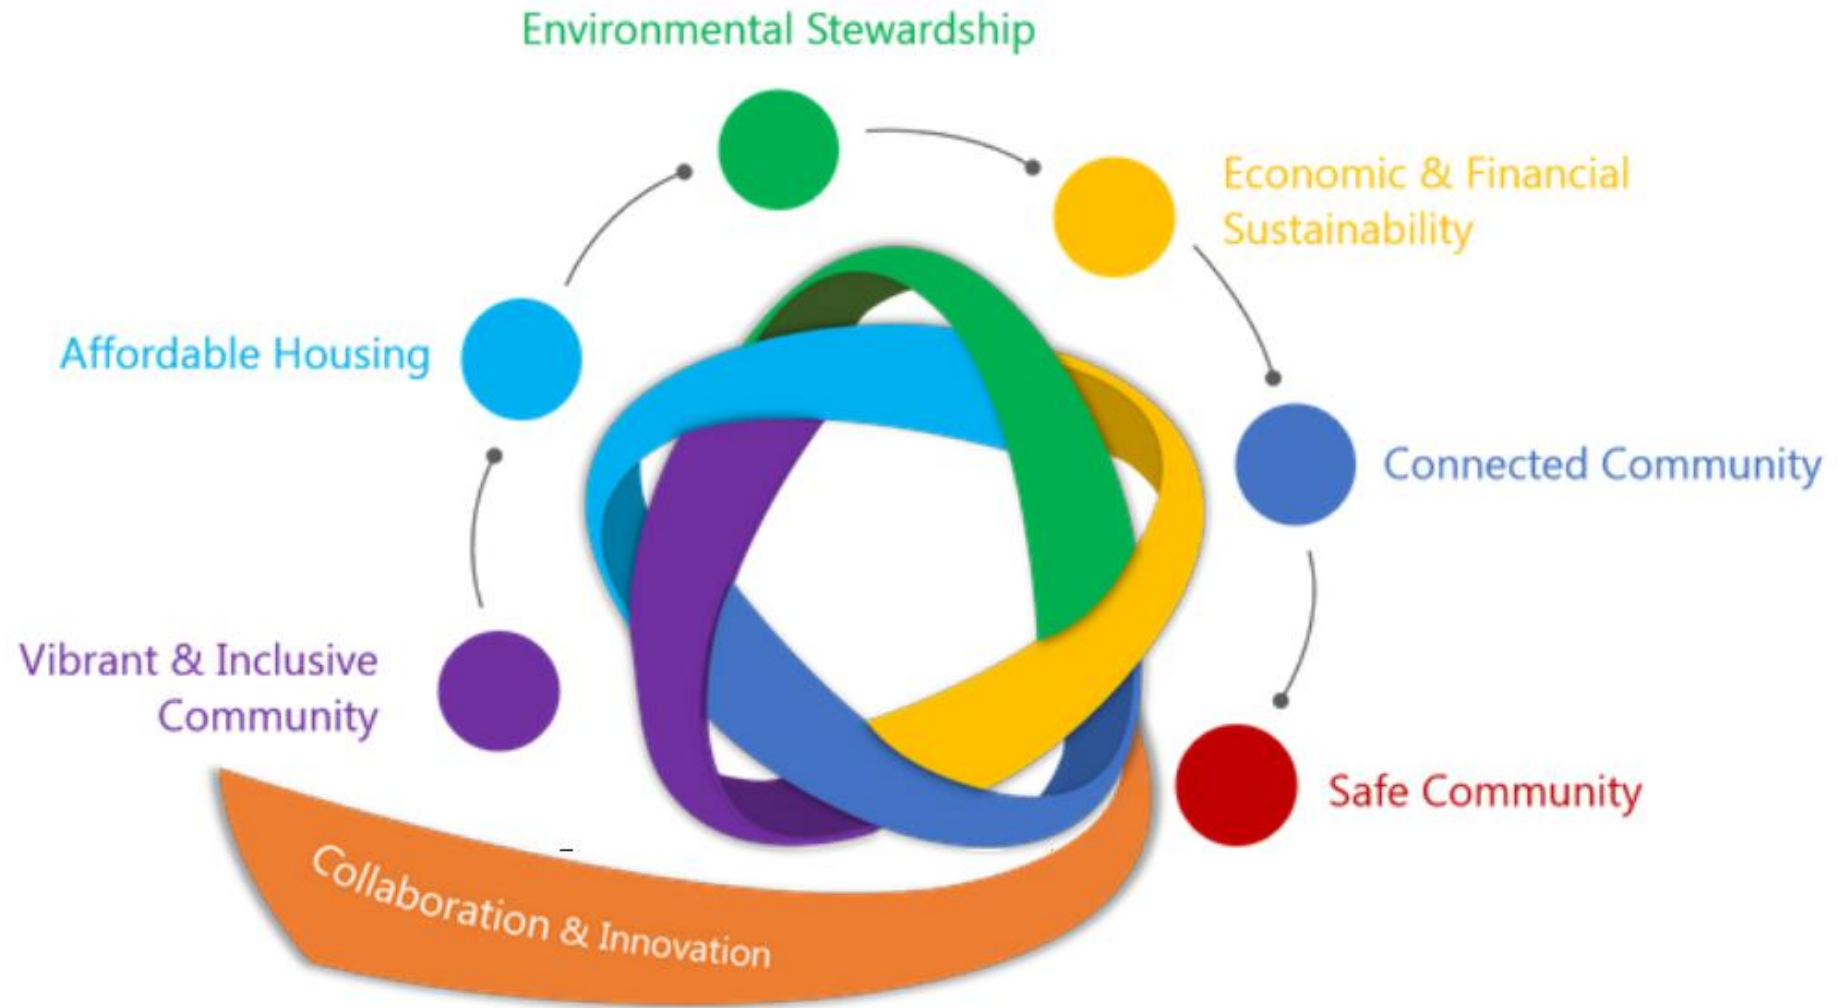 Environmental Stewardship
Economic & Financial
Sustainability
Affordable Housing
Connected Community
Vibrant & Inclusive
Community
Safe Community
Collaboration & Innovation